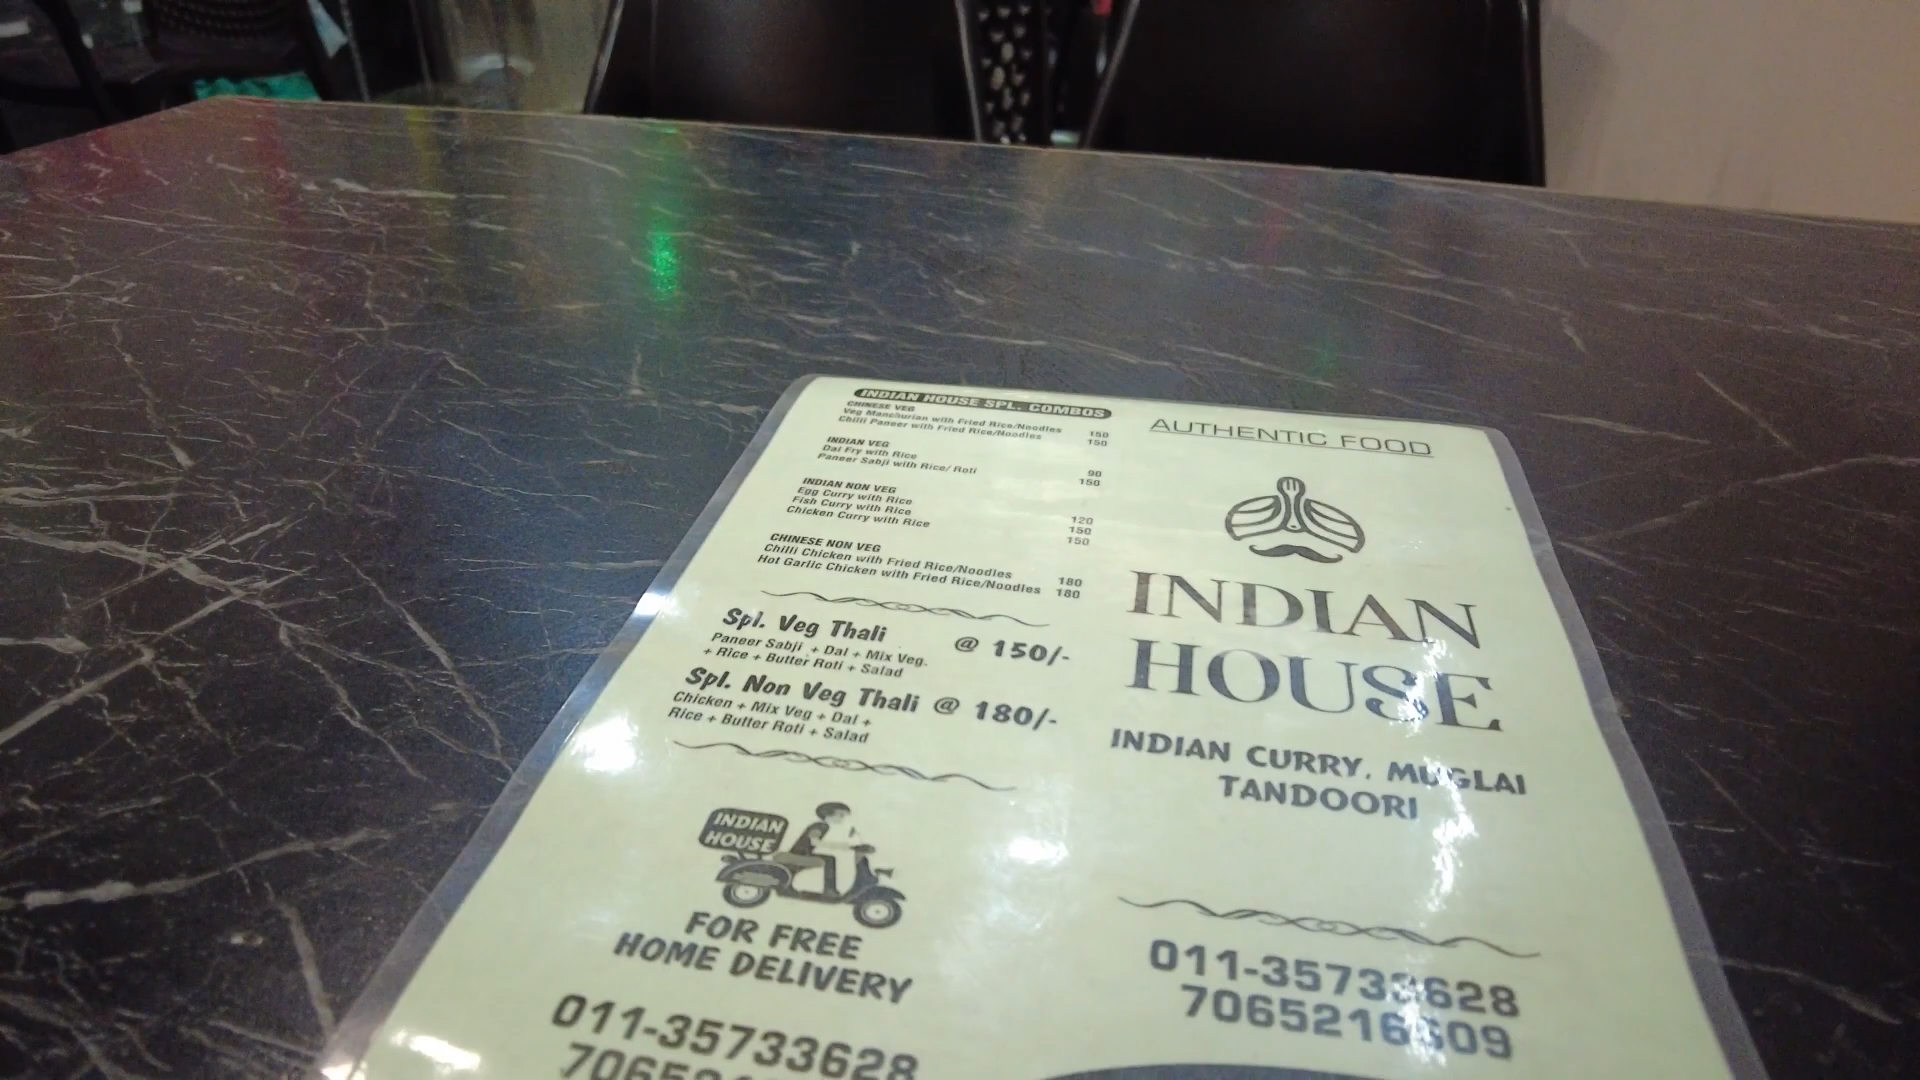 INDIAN HOUSE SPL. COMBOS
CHINESE VEG
Veg Manchurian with Fried Rice/Noodles 150
Chilli Paneer with Fried Rice/Noodles 150
INDIAN VEG
Dal Fry with Rice 90
Paneer Sabji with Rice/ Roti 150
INDIAN NON VEG
Egg Curry with Rice 120
Fish Curry with Rice 150
Chicken Curry with Rice 150
CHINESE NON VEG
Chilli Chicken with Fried Rice/Noodles 180
Hot Garlic Chicken with Fried Rice/Noodles 180
Spl. Veg Thali @ 150/-
Paneer Sabji + Dal + Mix Veg.
+ Rice + Butter Roti + Salad
Spl. Non Veg Thali @ 180/-
Chicken + Mix Veg + Dal +
Rice + Butter Roti + Salad
INDIAN
HOUSE
FOR FREE
HOME DELIVERY
011-35733628
AUTHENTIC FOOD
INDIAN
HOUSE
INDIAN CURRY, MUGLAI
TANDOORI
011-35733628